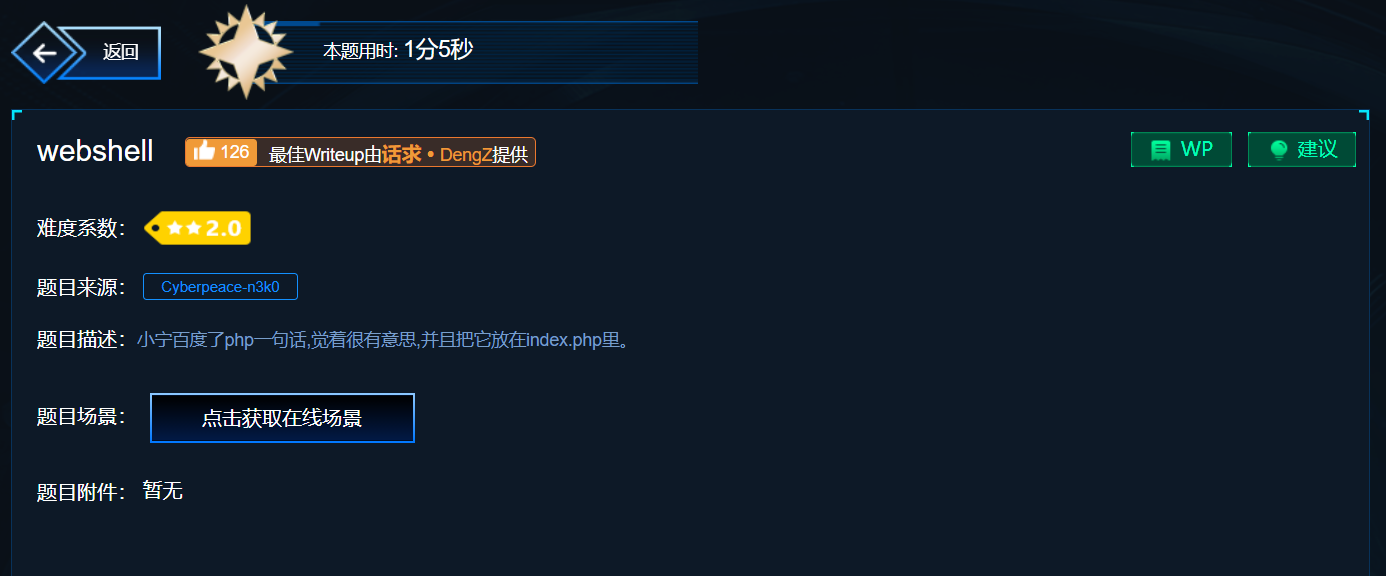 返回
本题用时: 1分5秒
webshell
126 最佳Writeup由话求 • DengZ提供
WP
建议
难度系数： 2.0
题目来源： Cyberpeace-n3k0
题目描述：小宁百度了php一句话,觉着很有意思,并且把它放在index.php里。
题目场景： 点击获取在线场景
题目附件： 暂无